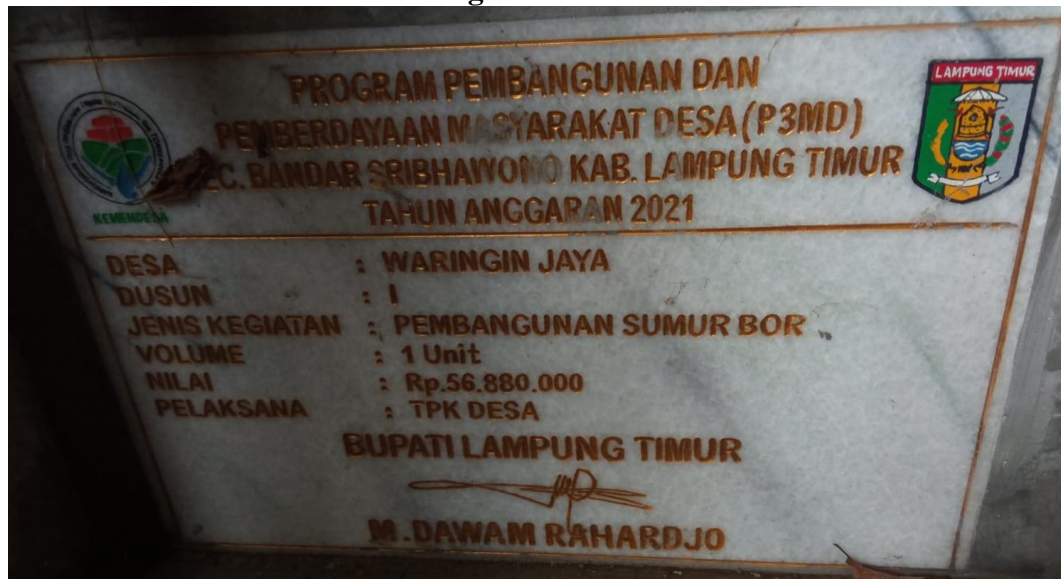 PROGRAM PEMBANGUNAN DAN
PEMBERDAYAAN MASYARAKAT DESA (P3MD)
KEC. BANDAR SRIBHAWONO KAB. LAMPUNG TIMUR
TAHUN ANGGARAN 2021
KEMENDESA
LAMPUNG TIMUR
DESA : WARINGIN JAYA
DUSUN : I
JENIS KEGIATAN : PEMBANGUNAN SUMUR BOR
VOLUME : 1 Unit
NILAI : Rp.56.880.000
PELAKSANA : TPK DESA
BUPATI LAMPUNG TIMUR
M.DAWAM RAHARDJO